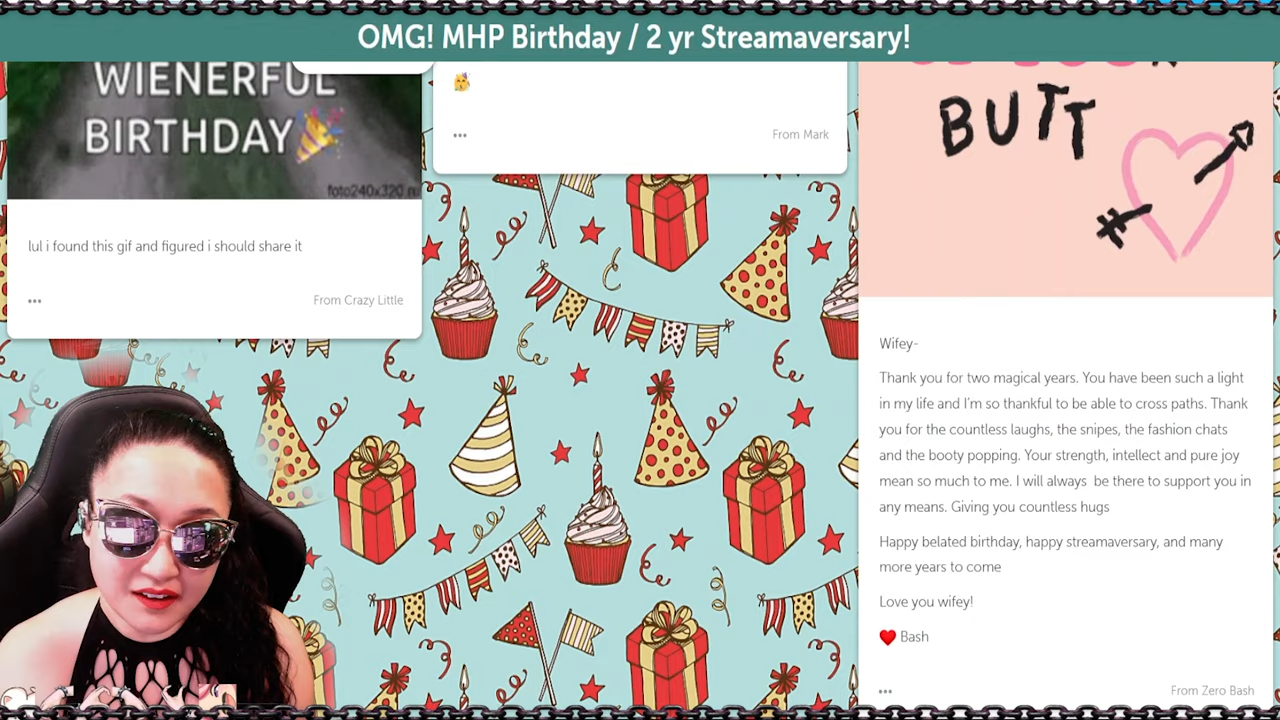 OMG! MHP Birthday / 2 yr Streamaversary!
WIENERFUL
BIRTHDAY🎉
foto240x320.ru
lul i found this gif and figured i should share it
••• From Crazy Little
🥳
••• From Mark
BUTT
Wifey-
Thank you for two magical years. You have been such a light
in my life and I'm so thankful to be able to cross paths. Thank
you for the countless laughs, the snipes, the fashion chats
and the booty popping. Your strength, intellect and pure joy
mean so much to me. I will always be there to support you in
any means. Giving you countless hugs
Happy belated birthday, happy streamaversary, and many
more years to come
Love you wifey!
❤️ Bash
••• From Zero Bash